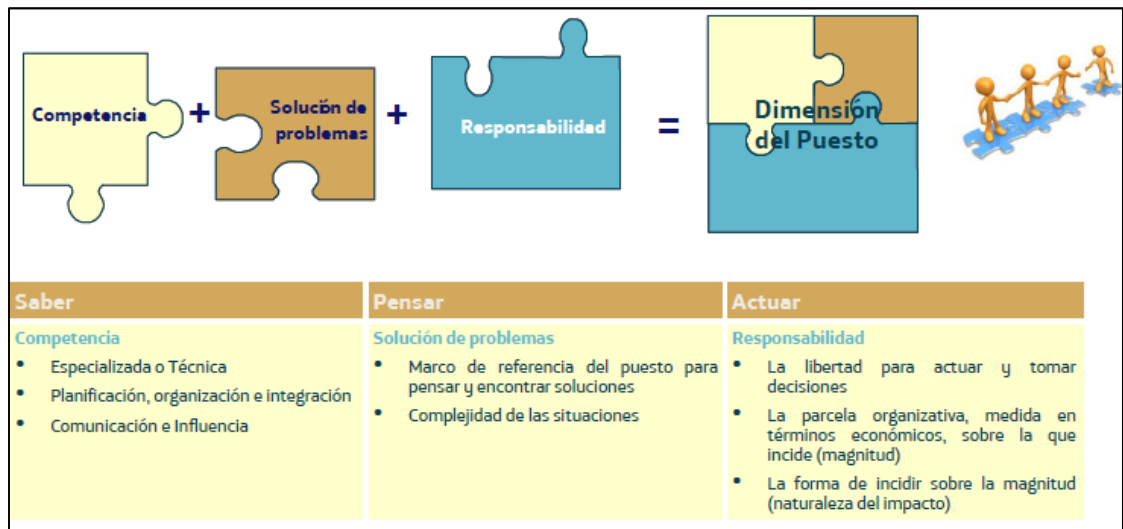 Competencia
+
Solución de
problemas
+
Responsabilidad
=
Dimensión
del Puesto
Saber
Competencia
• Especializada o Técnica
• Planificación, organización e integración
• Comunicación e Influencia
Pensar
Solución de problemas
• Marco de referencia del puesto para
pensar y encontrar soluciones
• Complejidad de las situaciones
Actuar
Responsabilidad
• La libertad para actuar y tomar
decisiones
• La parcela organizativa, medida en
términos económicos, sobre la que
incide (magnitud)
• La forma de incidir sobre la magnitud
(naturaleza del impacto)